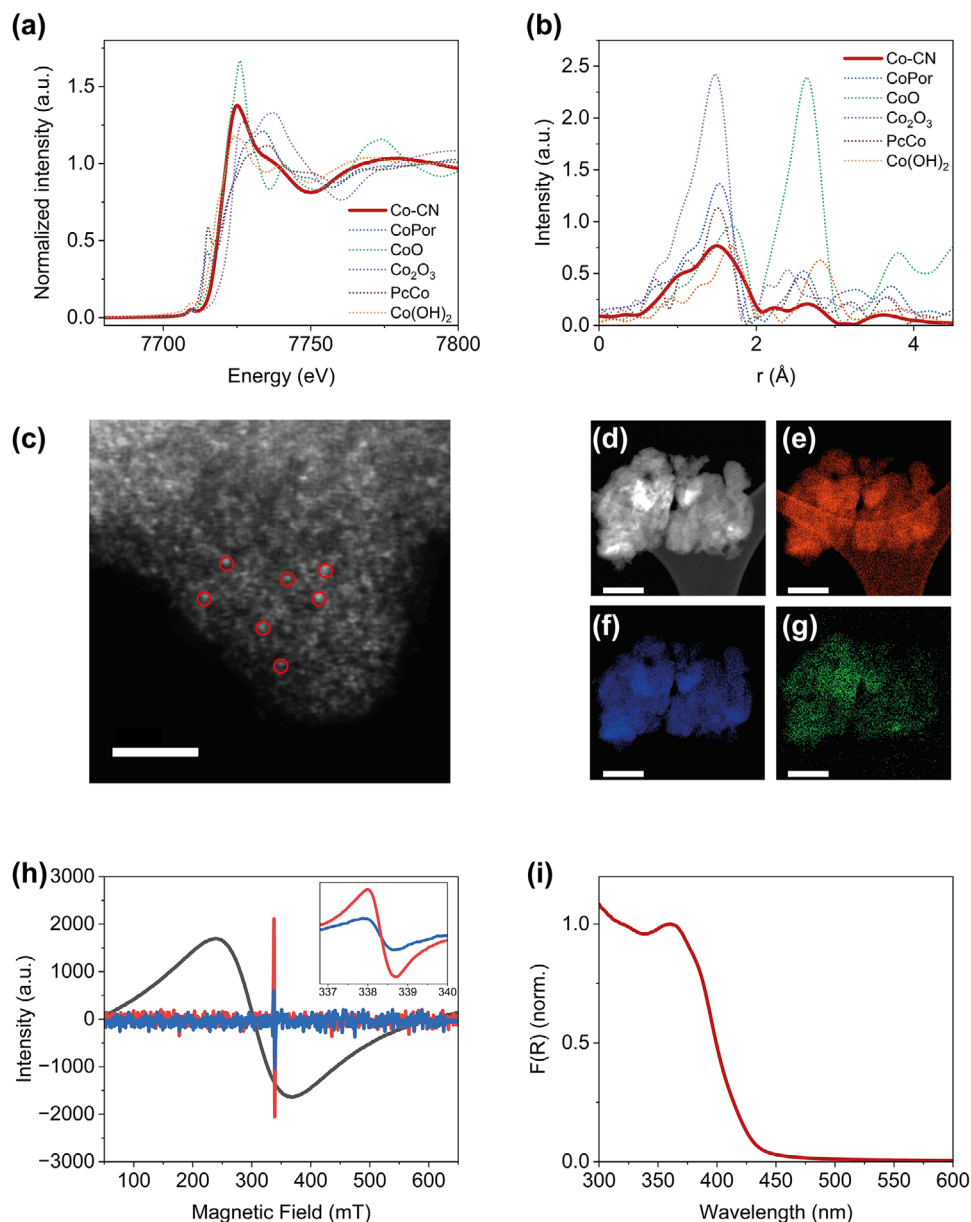 (a)
Normalized intensity (a.u.)
1.5
1.0
0.5
0.0
Co-CN
CoPor
CoO
Co₂O₃
PcCo
Co(OH)₂
7700
7750
7800
Energy (eV)
(b)
Intensity (a.u.)
2.5
2.0
1.5
1.0
0.5
0.0
Co-CN
CoPor
CoO
Co₂O₃
PcCo
Co(OH)₂
0
2
4
r (Å)
(c)
(d)
(e)
(f)
(g)
(h)
Intensity (a.u.)
3000
2000
1000
0
−1000
−2000
−3000
337
338
339
340
100
200
300
400
500
600
Magnetic Field (mT)
(i)
F(R) (norm.)
1.0
0.5
0.0
300
350
400
450
500
550
600
Wavelength (nm)